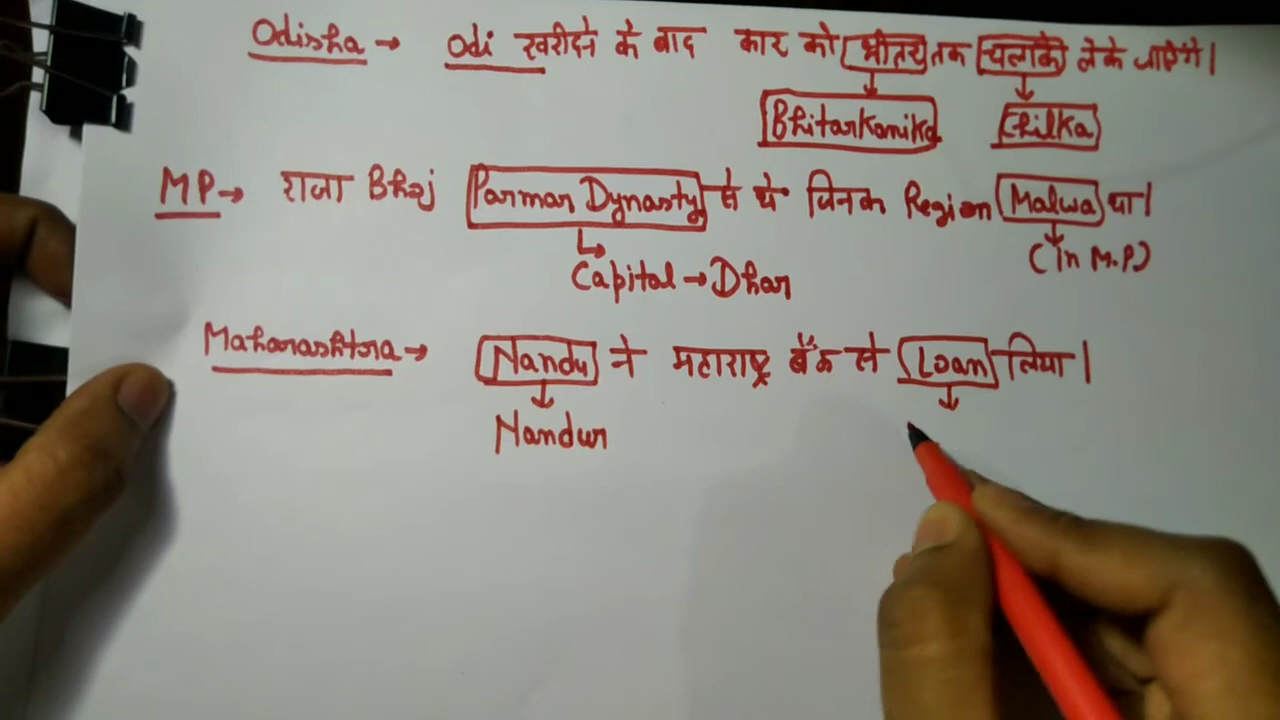 Odisha → Odi खरीदने के बाद कार को भीतर तक चलाके लेके जाएंगे।
Bhitarkanika Chilka
MP → राजा Bhoj Parmar Dynasty से थे जिनका Region Malwa था।
(in M.P)
Capital → Dhar
Maharashtra → Nandu ने महाराष्ट्र बैंक से Loan लिया।
Nandur